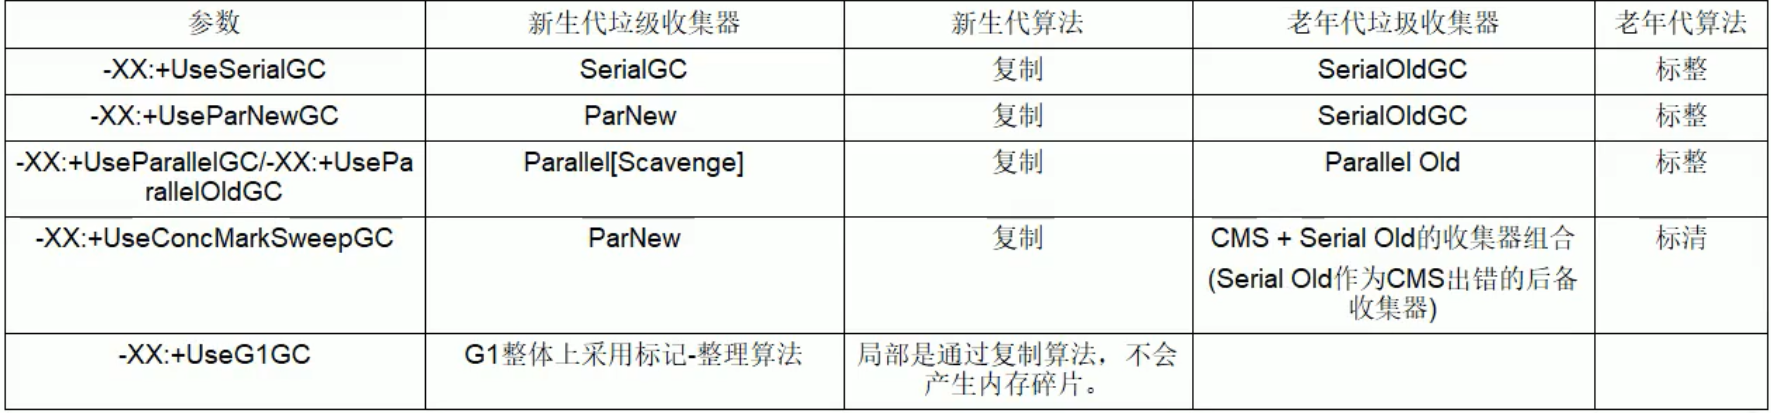 参数 新生代垃级收集器 新生代算法 老年代垃圾收集器 老年代算法
-XX:+UseSerialGC SerialGC 复制 SerialOldGC 标整
-XX:+UseParNewGC ParNew 复制 SerialOldGC 标整
-XX:+UseParallelGC/-XX:+UsePa Parallel[Scavenge] 复制 Parallel Old 标整
rallelOldGC
-XX:+UseConcMarkSweepGC ParNew 复制 CMS + Serial Old的收集器组合 标清
(Serial Old作为CMS出错的后备
收集器)
-XX:+UseG1GC G1整体上采用标记-整理算法 局部是通过复制算法，不会
产生内存碎片。